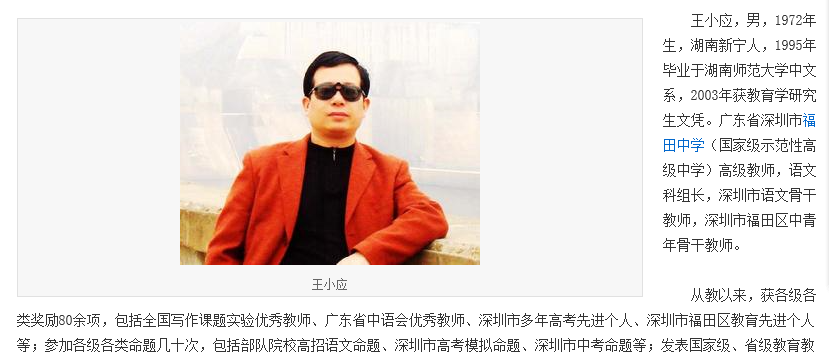 王小应，男，1972年
生，湖南新宁人，1995年
毕业于湖南师范大学中文
系，2003年获教育学研究
生文凭。广东省深圳市福
田中学（国家级示范性高
级中学）高级教师，语文
科组长，深圳市语文骨干
教师，深圳市福田区中青
年骨干教师。
王小应
从教以来，获各级各
类奖励80余项，包括全国写作课题实验优秀教师、广东省中语会优秀教师、深圳市多年高考先进个人、深圳市福田区教育先进个人
等；参加各级各类命题几十次，包括部队院校高招语文命题、深圳市高考模拟命题、深圳市中考命题等；发表国家级、省级教育教